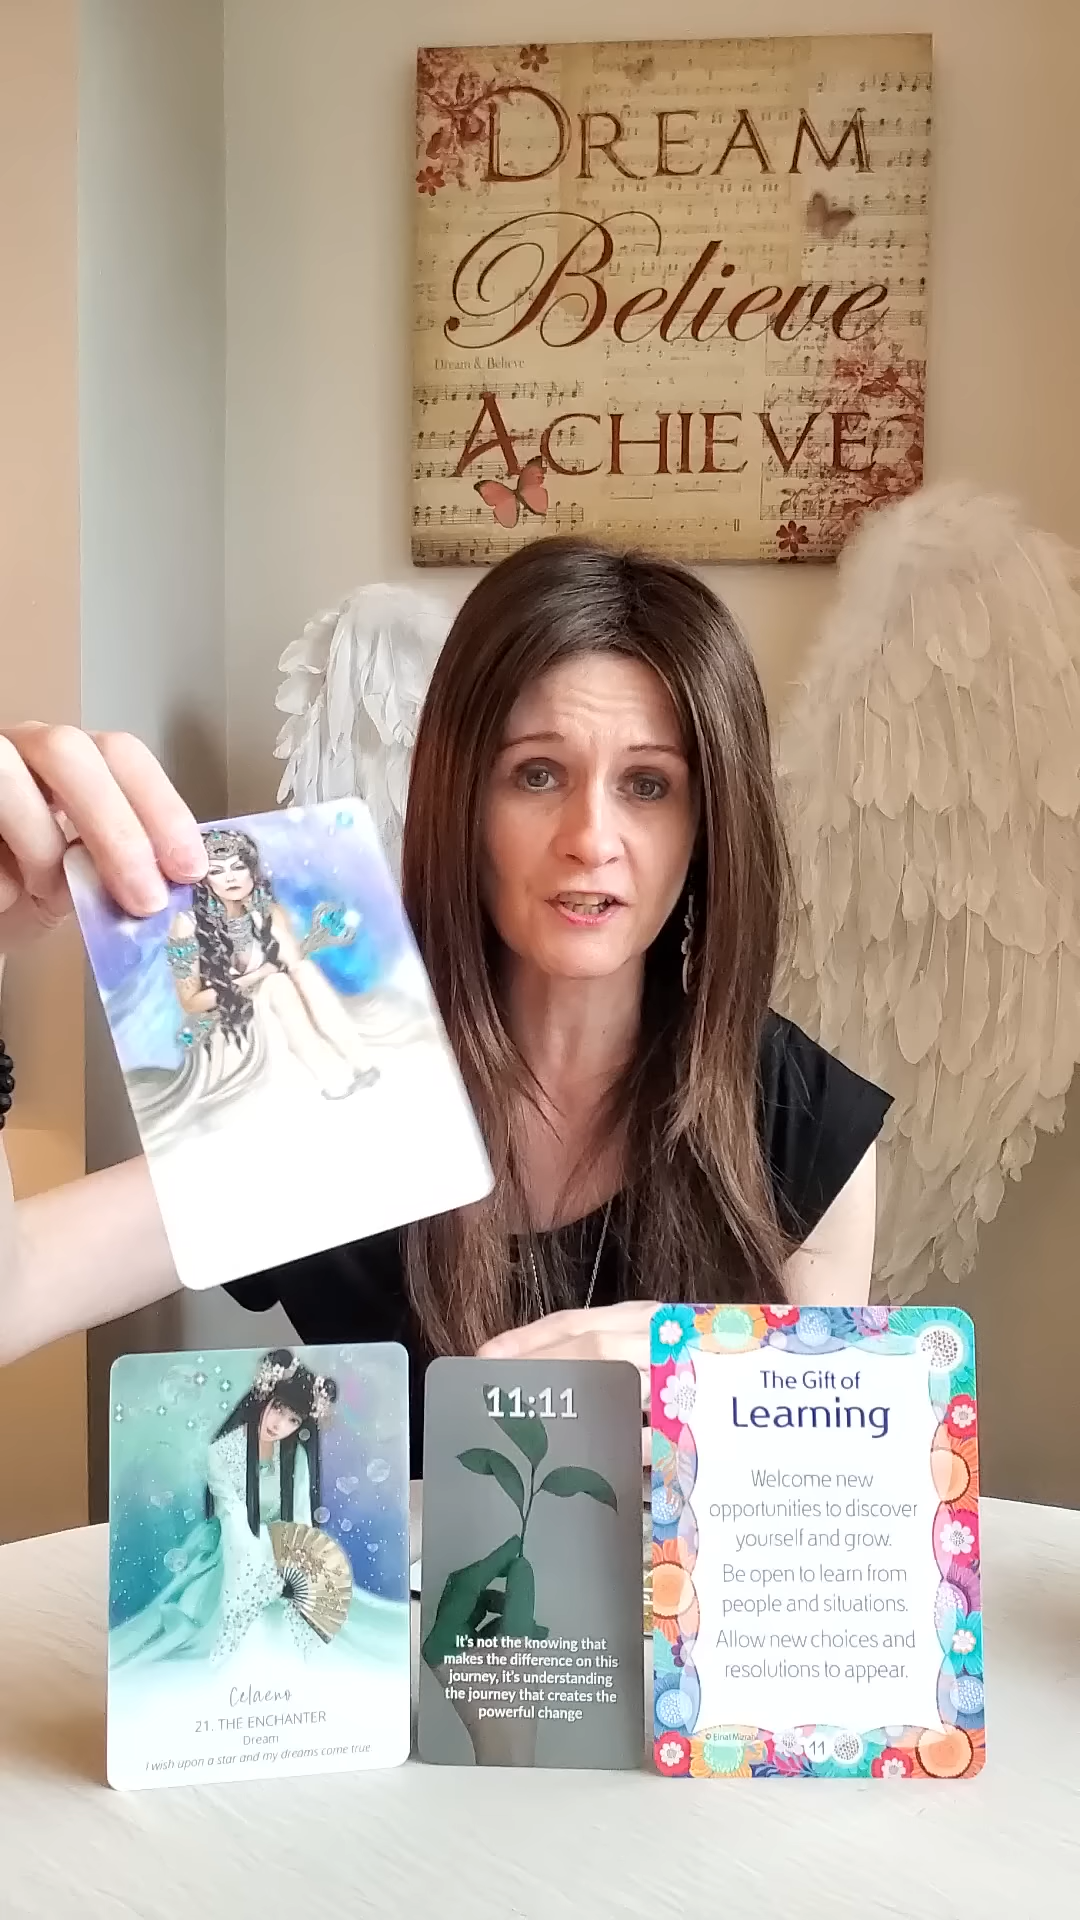 DREAM
Believe
Dream & Believe
ACHIEVE
Celaeno
21. THE ENCHANTER
Dream
I wish upon a star and my dreams come true
11:11
It's not the knowing that
makes the difference on this
journey, it's understanding
the journey that creates the
powerful change
The Gift of
Learning
Welcome new
opportunities to discover
yourself and grow.
Be open to learn from
people and situations.
Allow new choices and
resolutions to appear.
© Einat
11